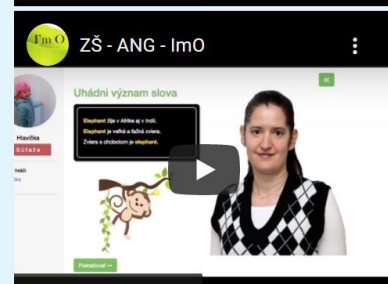 I'm O
ZŠ - ANG - ImO
Hlavička
Súťaže
Uhádni význam slova
Elephant žije v Afrike aj v Indii.
Elephant je veľké a ťažké zviera.
Zviera s chobotom je elephant.
Pokračovať →